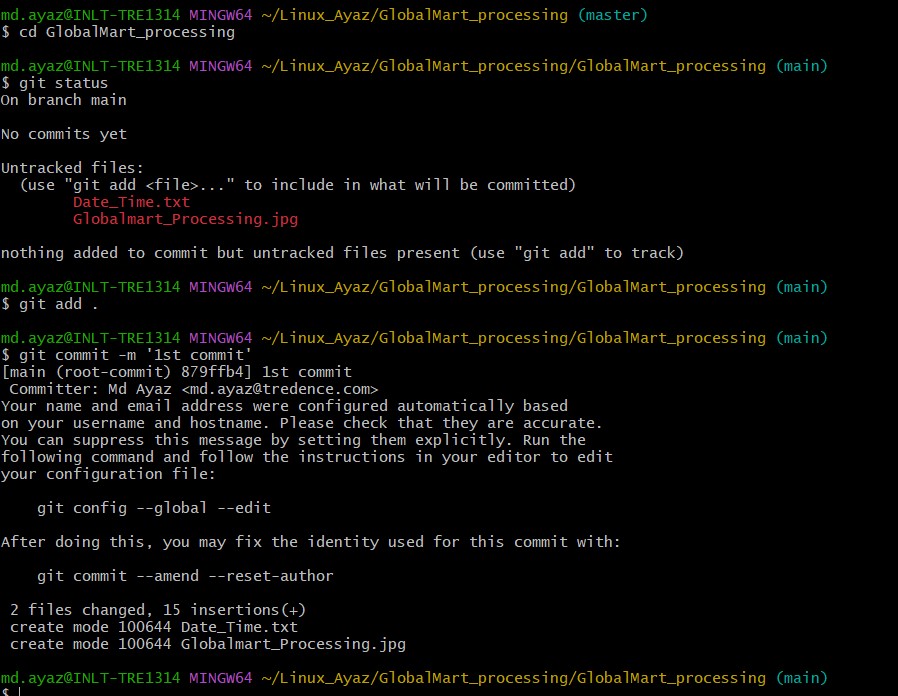 md.ayaz@INLT-TRE1314 MINGW64 ~/Linux_Ayaz/GlobalMart_processing (master)
$ cd GlobalMart_processing
md.ayaz@INLT-TRE1314 MINGW64 ~/Linux_Ayaz/GlobalMart_processing/GlobalMart_processing (main)
$ git status
On branch main
No commits yet
Untracked files:
  (use "git add <file>..." to include in what will be committed)
        Date_Time.txt
        Globalmart_Processing.jpg
nothing added to commit but untracked files present (use "git add" to track)
md.ayaz@INLT-TRE1314 MINGW64 ~/Linux_Ayaz/GlobalMart_processing/GlobalMart_processing (main)
$ git add .
md.ayaz@INLT-TRE1314 MINGW64 ~/Linux_Ayaz/GlobalMart_processing/GlobalMart_processing (main)
$ git commit -m '1st commit'
[main (root-commit) 879ffb4] 1st commit
 Committer: Md Ayaz <md.ayaz@tredence.com>
Your name and email address were configured automatically based
on your username and hostname. Please check that they are accurate.
You can suppress this message by setting them explicitly. Run the
following command and follow the instructions in your editor to edit
your configuration file:
    git config --global --edit
After doing this, you may fix the identity used for this commit with:
    git commit --amend --reset-author
 2 files changed, 15 insertions(+)
 create mode 100644 Date_Time.txt
 create mode 100644 Globalmart_Processing.jpg
md.ayaz@INLT-TRE1314 MINGW64 ~/Linux_Ayaz/GlobalMart_processing/GlobalMart_processing (main)
$